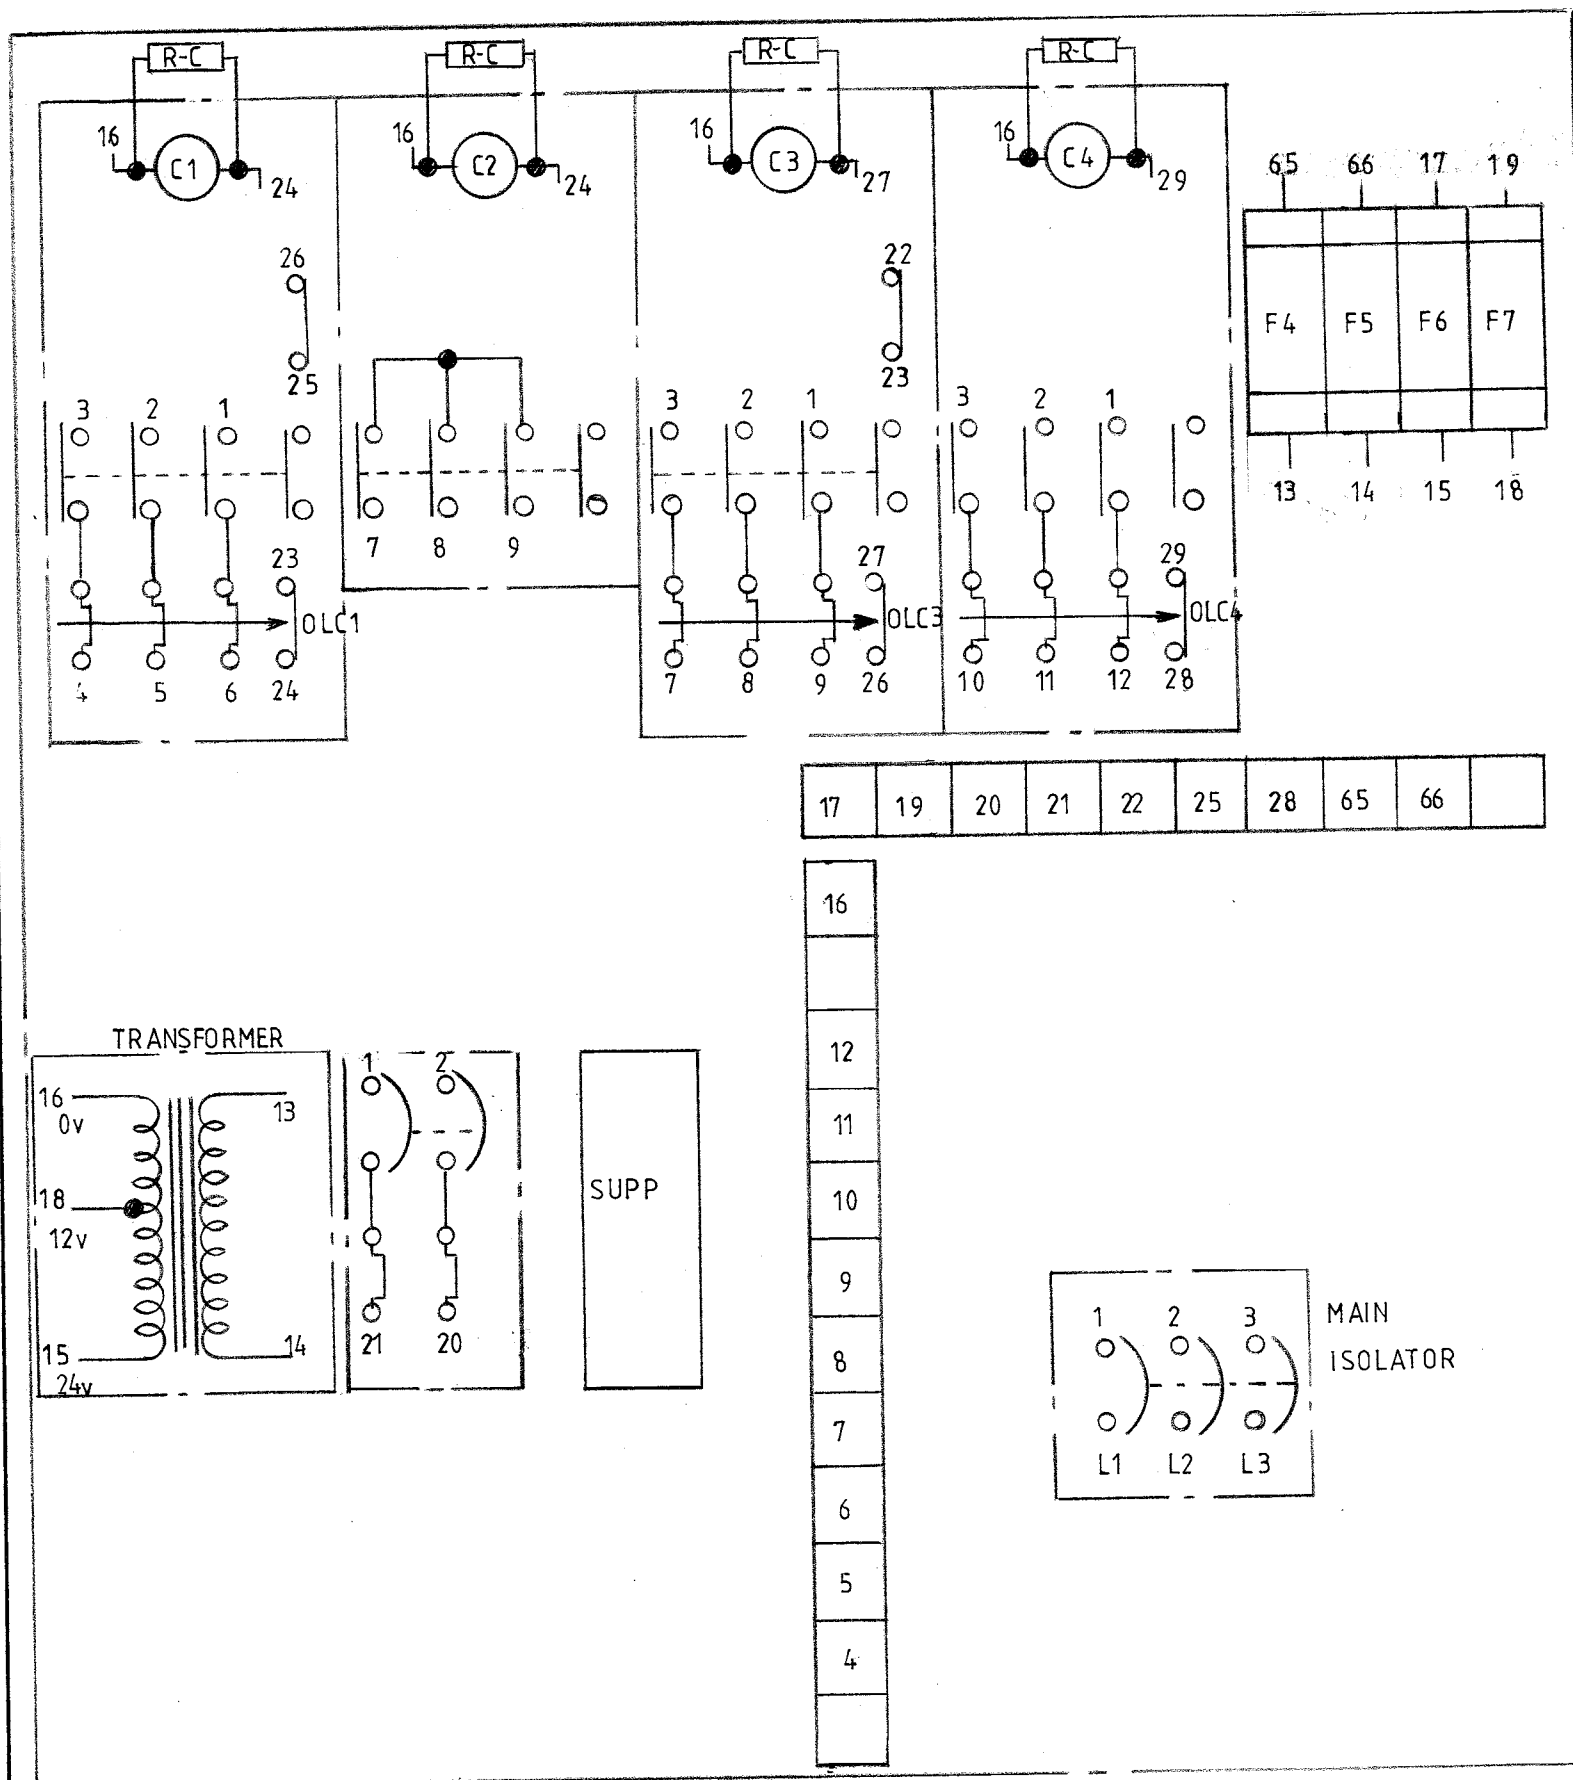 R-C R-C R-C R-C
16 C1 24 16 C2 24 16 C3 27 16 C4 29
65 66 17 19
26 22
F4 F5 F6 F7
25 23
3 2 1 3 2 1 3 2 1
13 14 15 18
7 8 9
23 27 29
OLC1 OLC3 OLC4
4 5 6 24 7 8 9 26 10 11 12 28
17 19 20 21 22 25 28 65 66
16
12
11
10
9
8
7
6
5
4
TRANSFORMER
16 13
0v
18
12v
15 14
24v
1 2
21 20
SUPP
1 2 3 MAIN
ISOLATOR
L1 L2 L3